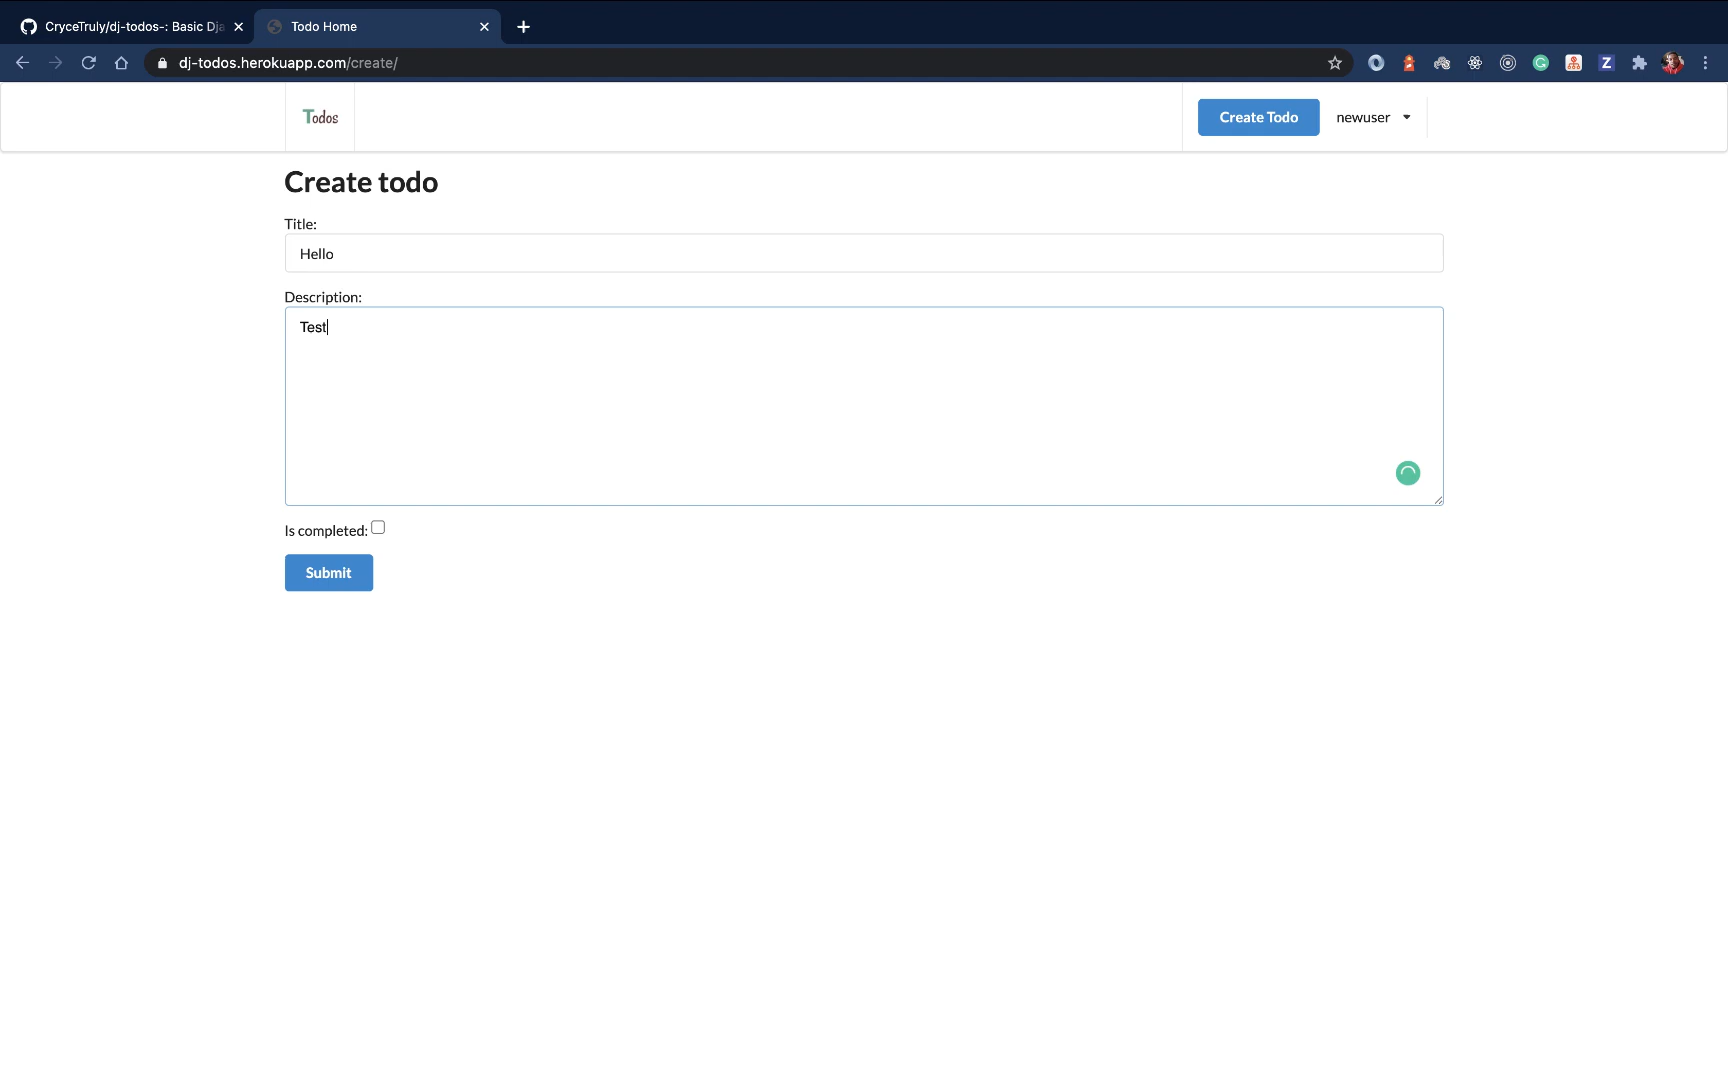 CryceTruly/dj-todos-: Basic Dja
Todo Home
dj-todos.herokuapp.com/create/
Z
Todos
Create Todo
newuser
Create todo
Title:
Hello
Description:
Test
Is completed:
Submit